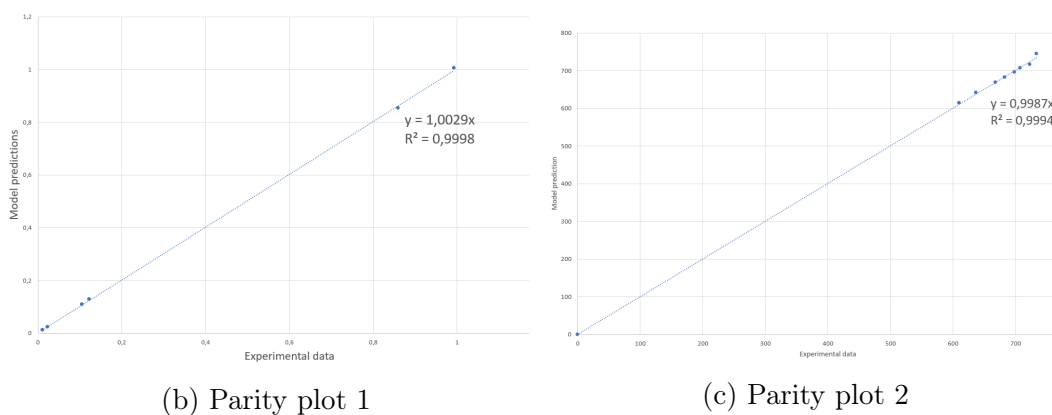 1,2
1
0,8
0,6
0,4
0,2
0
Model predictions
y = 1,0029x
R² = 0,9998
0 0,2 0,4 0,6 0,8 1
Experimental data
(b) Parity plot 1
800
700
600
500
400
300
200
100
0
Model prediction
y = 0,9987x
R² = 0,9994
0 100 200 300 400 500 600 700
Experimental data
(c) Parity plot 2